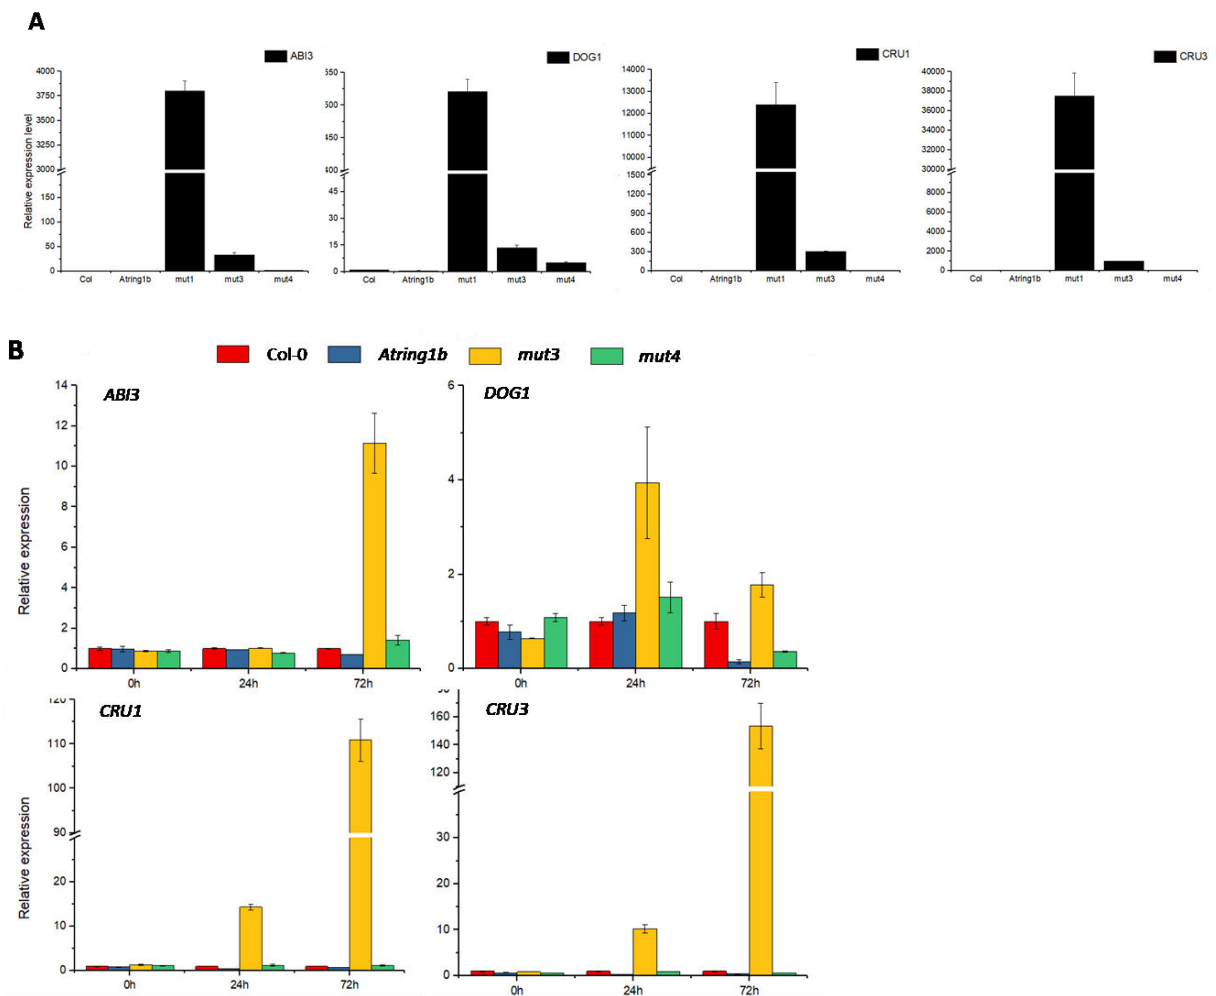 A
ABI3
DOG1
CRU1
CRU3
Relative expression level
4000
3750
3500
3250
3000
150
100
50
0
Col Atring1b mut1 mut3 mut4
550
500
450
400
45
30
15
0
Col Atring1b mut1 mut3 mut4
14000
13000
12000
11000
10000
1500
1200
900
600
300
0
Col Atring1b mut1 mut3 mut4
40000
38000
36000
34000
32000
30000
8000
6000
4000
2000
0
Col Atring1b mut1 mut3 mut4
B
Col-0 Atring1b mut3 mut4
ABI3
Relative expression
14
12
10
8
6
4
2
0
0h 24h 72h
DOG1
6
4
2
0
0h 24h 72h
CRU1
Relative expression
120
110
100
90
20
10
0
0h 24h 72h
CRU3
160
140
120
30
20
10
0
0h 24h 72h